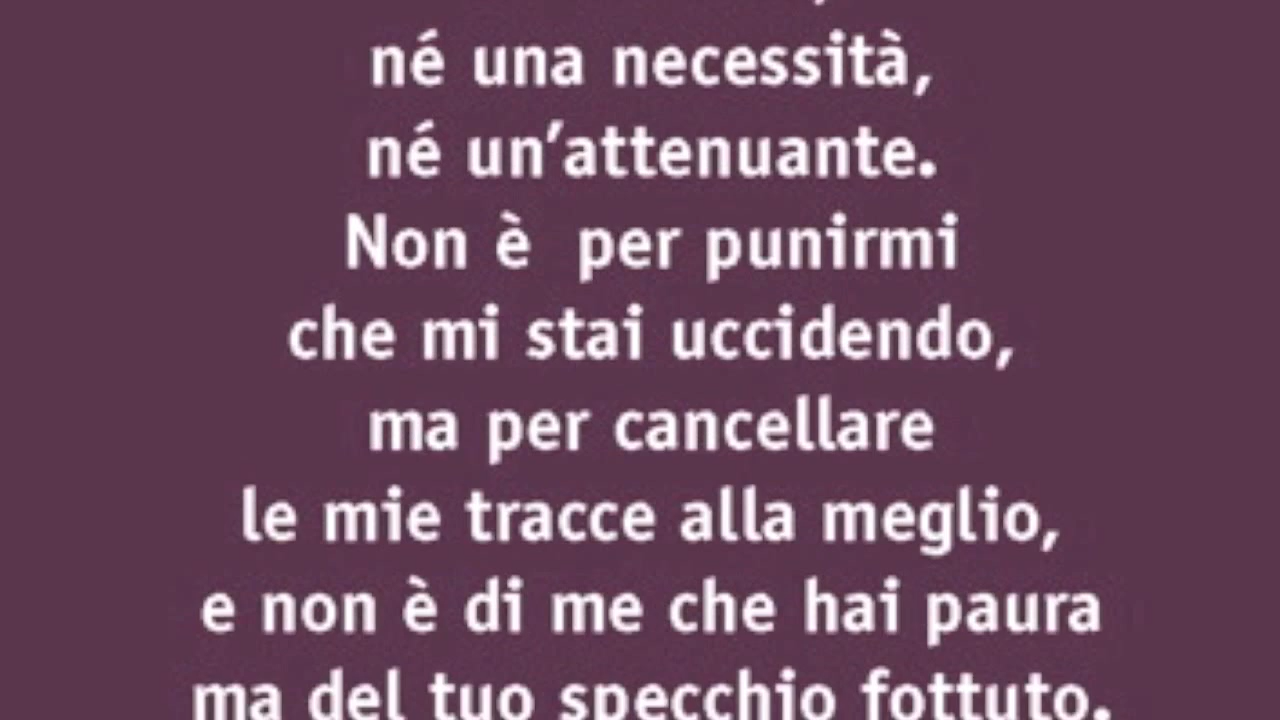 né una necessità,
né un’attenuante.
Non è  per punirmi
che mi stai uccidendo,
ma per cancellare
le mie tracce alla meglio,
e non è di me che hai paura
ma del tuo specchio fottuto.